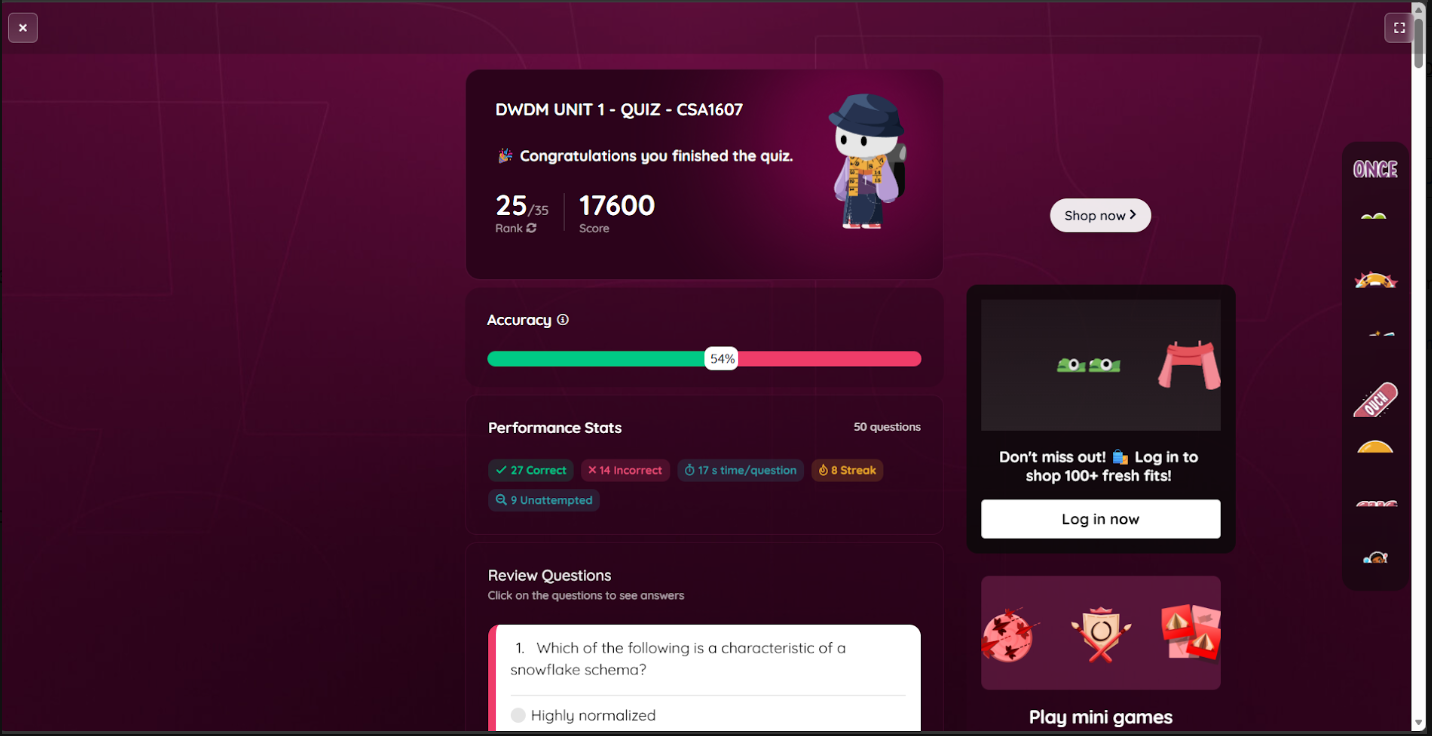 DWDM UNIT 1 - QUIZ - CSA1607
Congratulations you finished the quiz.
25/35
Rank
17600
Score
Accuracy
54%
Performance Stats
50 questions
27 Correct
14 Incorrect
17 s time/question
8 Streak
9 Unattempted
Review Questions
Click on the questions to see answers
1. Which of the following is a characteristic of a
snowflake schema?
Highly normalized
Shop now
Don't miss out! Log in to
shop 100+ fresh fits!
Log in now
Play mini games
ONCE
OUCH